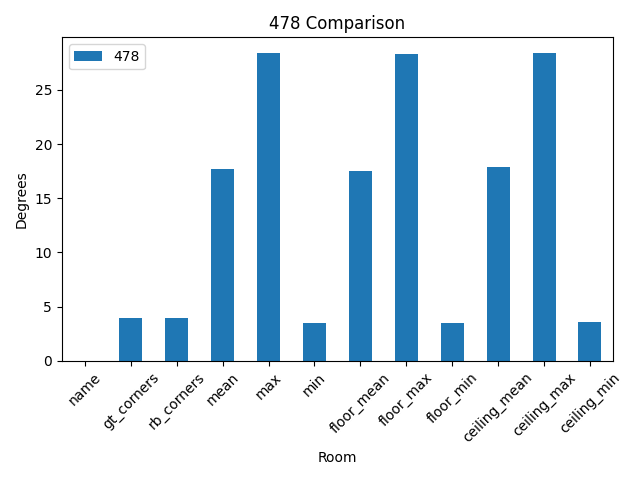 478 Comparison
478
Degrees
25
20
15
10
5
0
name
gt_corners
rb_corners
mean
max
min
floor_mean
floor_max
floor_min
ceiling_mean
ceiling_max
ceiling_min
Room